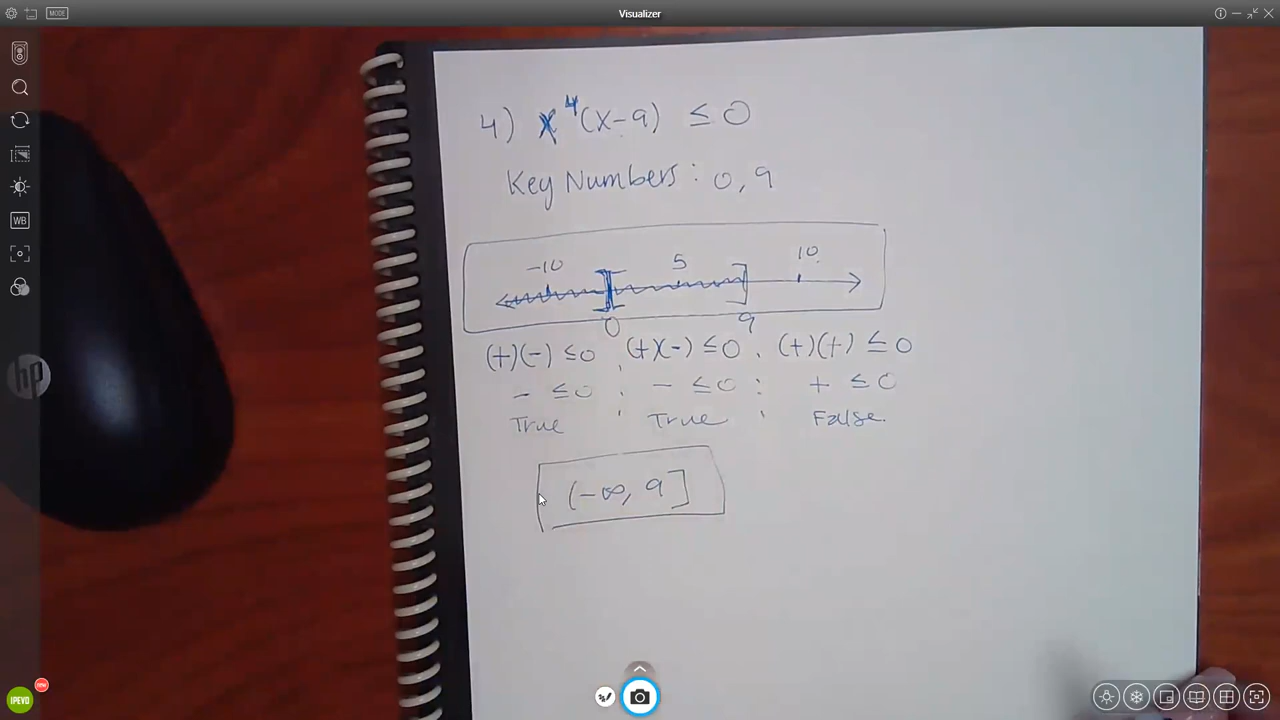 MODE
Visualizer
WB
hp
4) x⁴(x-9) ≤ 0
Key Numbers: 0, 9
-10 5 10
0 9
(+)(-) ≤0 (+)(-) ≤0 (+)(+) ≤ 0
- ≤0 - ≤0 + ≤0
True True False.
(-∞, 9]
IPEVO